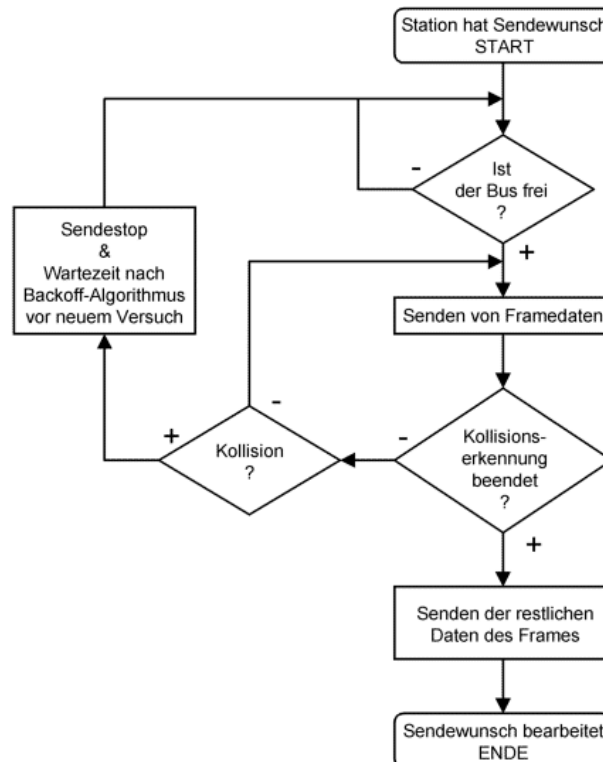 Station hat Sendewunsch
START
-
Ist
der Bus frei
?
+
Sendestop
&
Wartezeit nach
Backoff-Algorithmus
vor neuem Versuch
Senden von Framedaten
-
+
Kollision
?
-
Kollisions-
erkennung
beendet
?
+
Senden der restlichen
Daten des Frames
Sendewunsch bearbeitet
ENDE